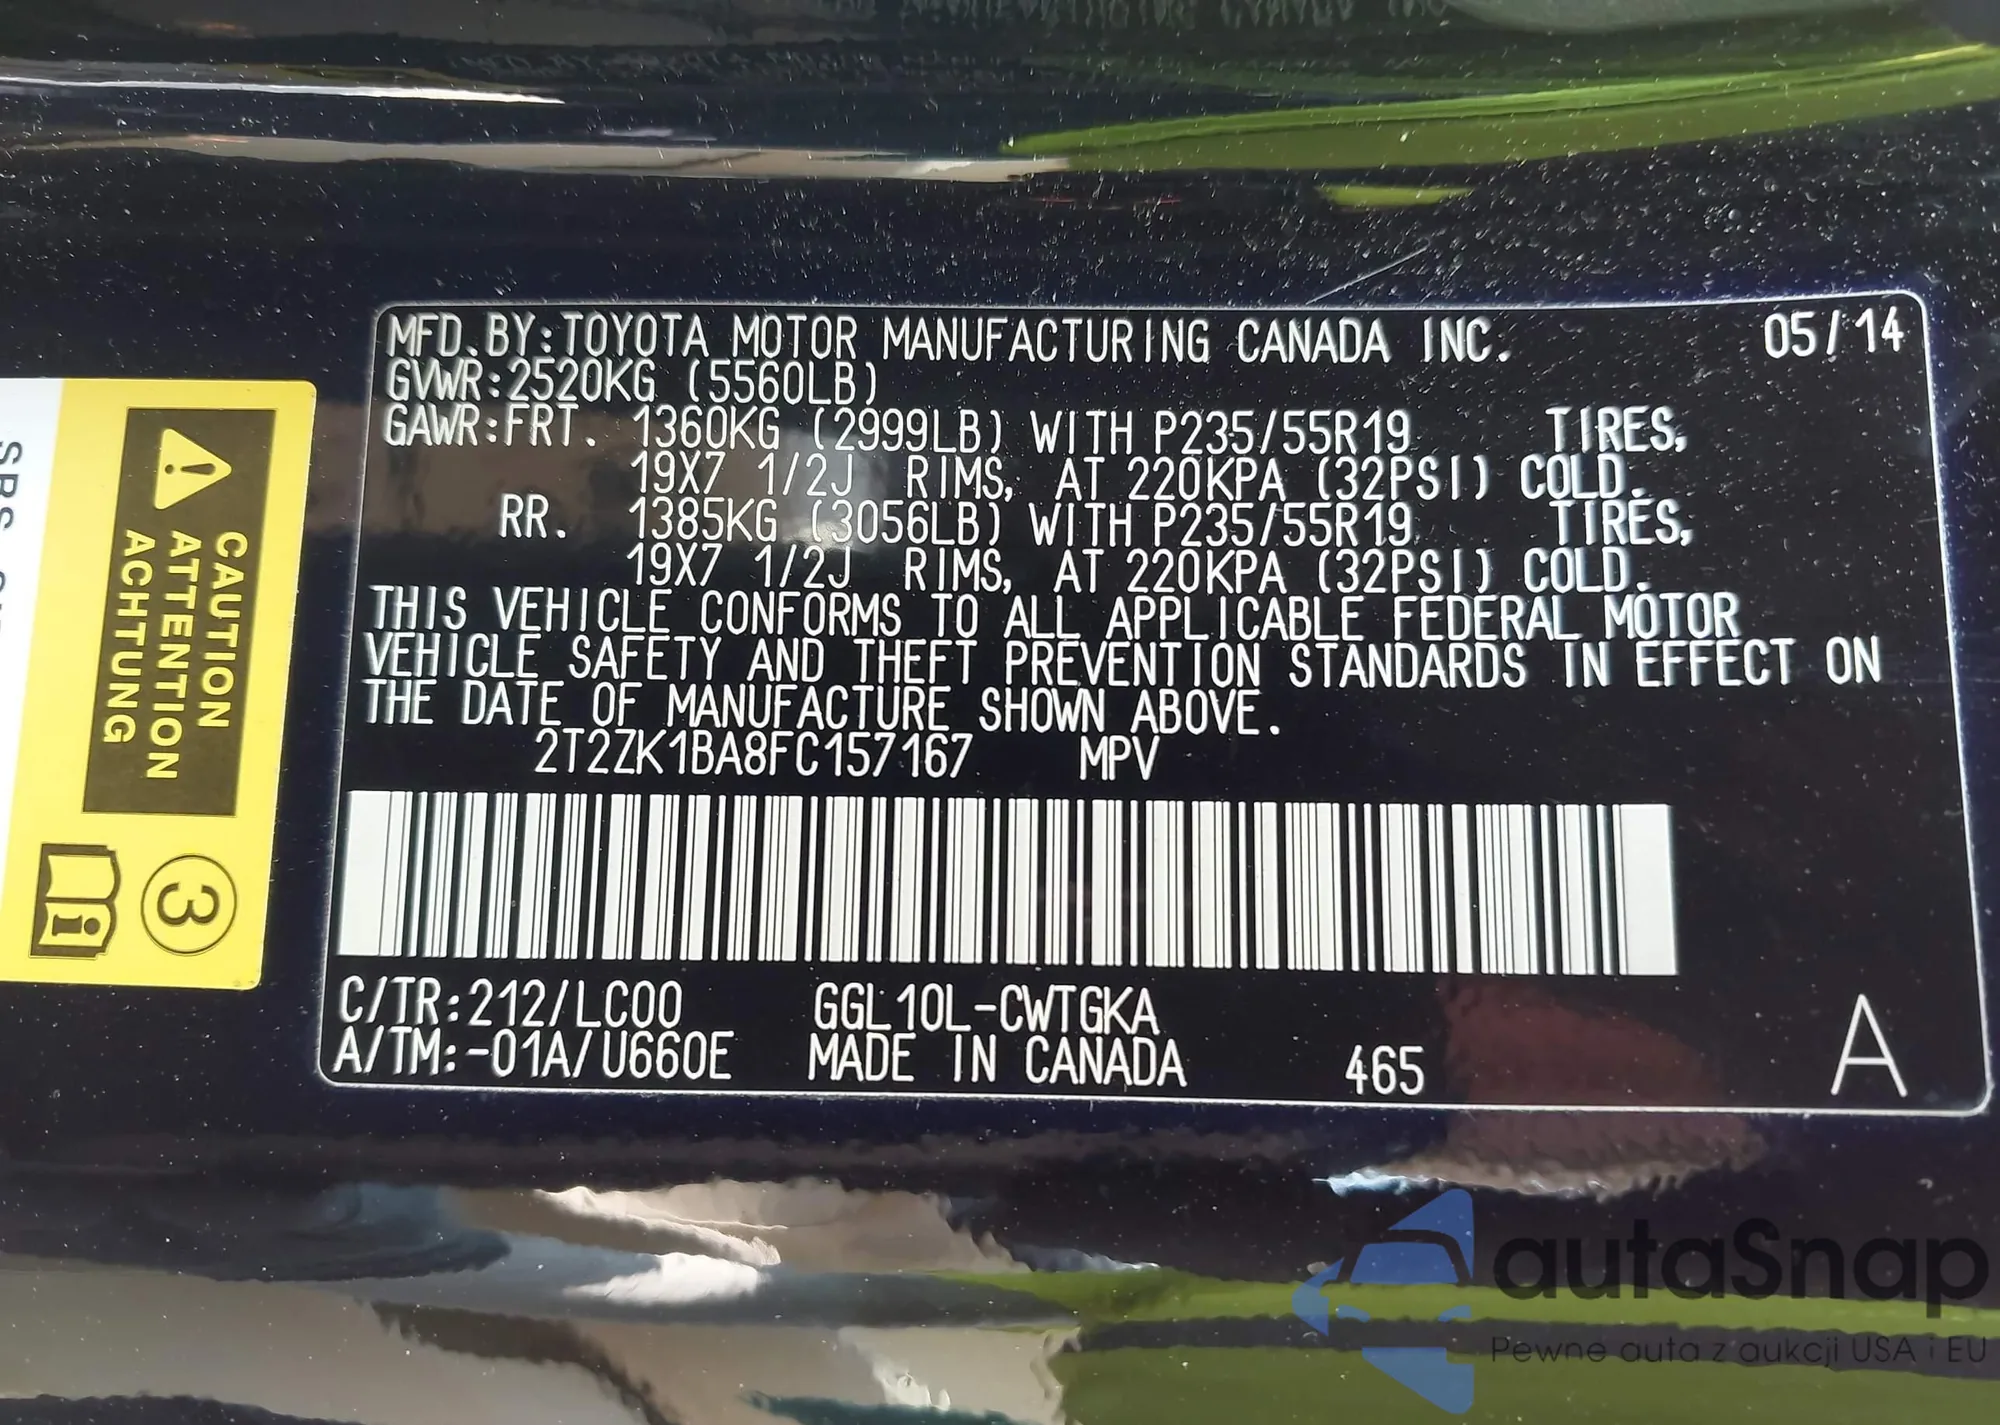 MFD.BY:TOYOTA MOTOR MANUFACTURING CANADA INC. 05/14
GVWR:2520KG (5560LB)
GAWR:FRT. 1360KG (2999LB) WITH P235/55R19 TIRES,
19X7 1/2J RIMS, AT 220KPA (32PSI) COLD.
RR. 1385KG (3056LB) WITH P235/55R19 TIRES,
19X7 1/2J RIMS, AT 220KPA (32PSI) COLD.
THIS VEHICLE CONFORMS TO ALL APPLICABLE FEDERAL MOTOR
VEHICLE SAFETY AND THEFT PREVENTION STANDARDS IN EFFECT ON
THE DATE OF MANUFACTURE SHOWN ABOVE.
2T2ZK1BA8FC157167 MPV
C/TR:212/LC00 GGL10L-CWTGKA
A/TM:-01A/U660E MADE IN CANADA 465 A
CAUTION
ATTENTION
ACHTUNG
3
i
SRS
autaSnap
Pewne auta z aukcji USA i EU